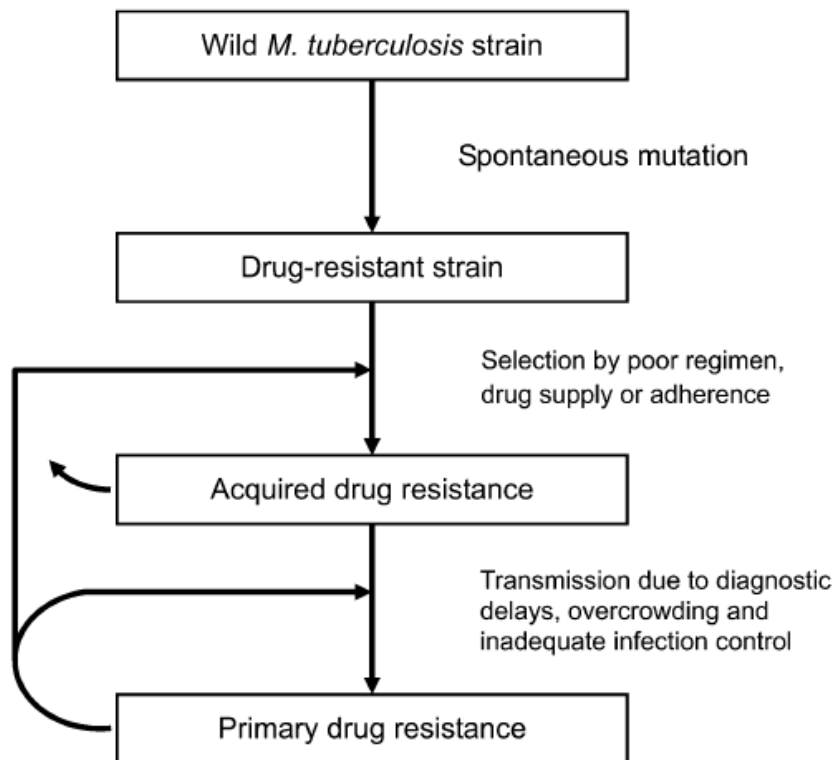 Wild M. tuberculosis strain
Spontaneous mutation
Drug-resistant strain
Selection by poor regimen,
drug supply or adherence
Acquired drug resistance
Transmission due to diagnostic
delays, overcrowding and
inadequate infection control
Primary drug resistance